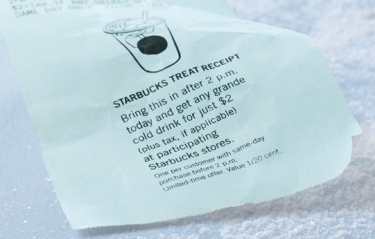 STARBUCKS TREAT RECEIPT
Bring this in after 2 p.m.
today and get any grande
cold drink for just $2
(plus tax, if applicable)
at participating
Starbucks stores.
One per customer with same-day
purchase before 2 p.m.
Limited-time offer. Value 1/20 cent.